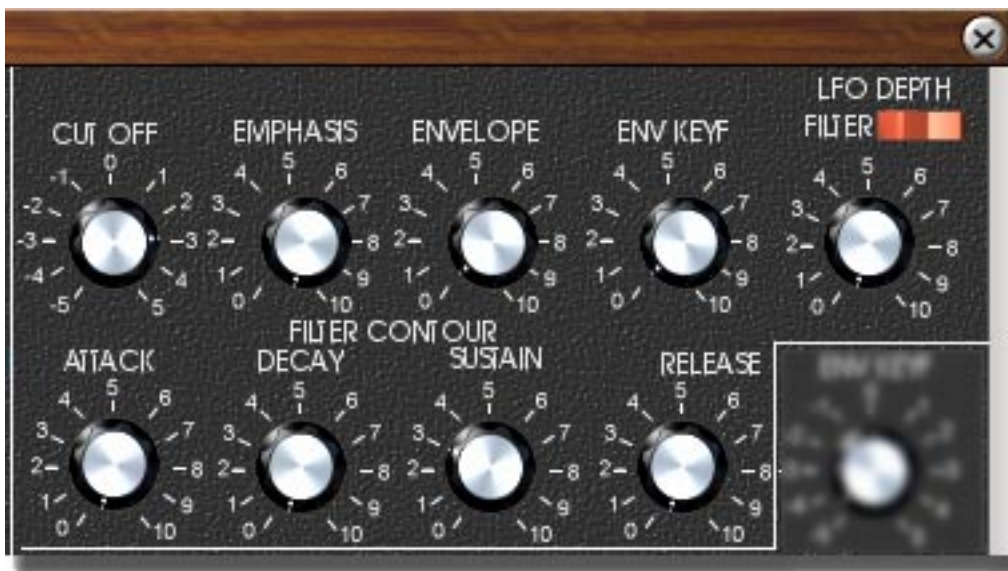 LFO DEPTH
CUT OFF EMPHASIS ENVELOPE ENV KEYF FILTER
-5 -4 -3 -2 -1 0 1 2 3 4 5
0 1 2 3 4 5 6 7 8 9 10
0 1 2 3 4 5 6 7 8 9 10
0 1 2 3 4 5 6 7 8 9 10
0 1 2 3 4 5 6 7 8 9 10
FILTER CONTOUR
ATTACK DECAY SUSTAIN RELEASE
0 1 2 3 4 5 6 7 8 9 10
0 1 2 3 4 5 6 7 8 9 10
0 1 2 3 4 5 6 7 8 9 10
0 1 2 3 4 5 6 7 8 9 10